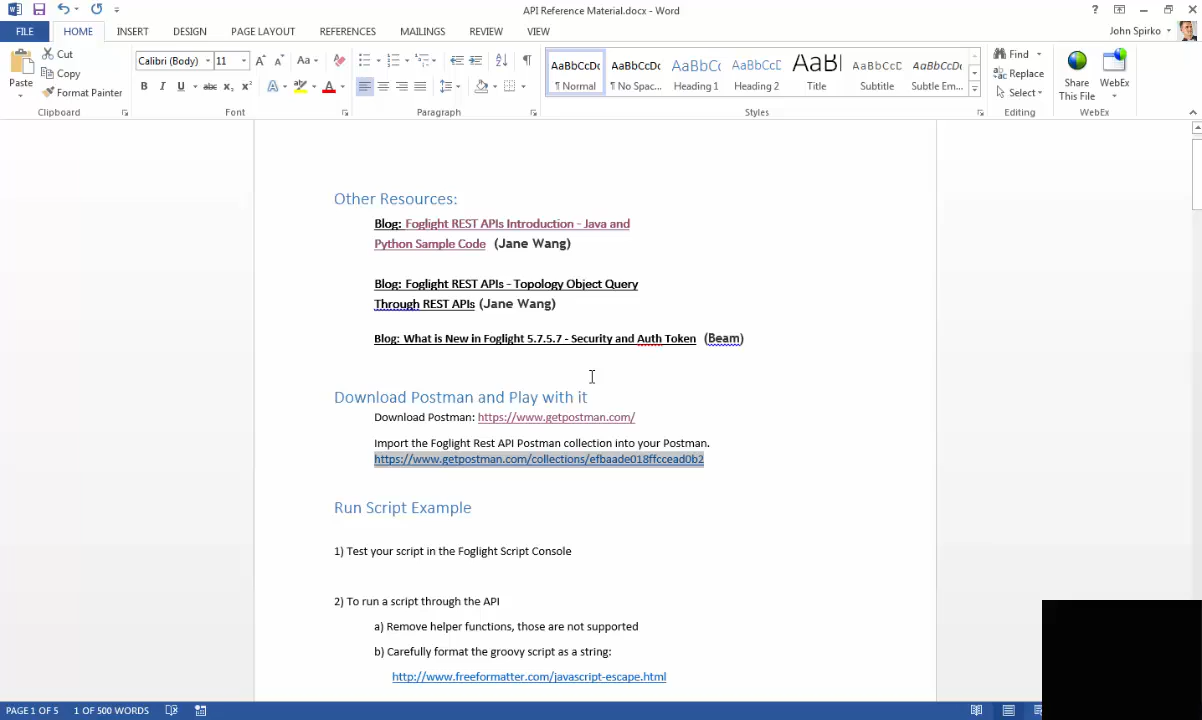 API Reference Material.docx - Word
FILE HOME INSERT DESIGN PAGE LAYOUT REFERENCES MAILINGS REVIEW VIEW John Spirko
Paste
Cut
Copy
Format Painter
Calibri (Body) 11
Find
Replace
Select
AaBbCcDc AaBbCcDc AaBbCc AaBbCcC AaBbCcD AaBbCcDc
¶ Normal ¶ No Spac... Heading 1 Heading 2 Title Subtitle Subtle Em...
Share This File
WebEx
Clipboard Font Paragraph Styles Editing WebEx
Other Resources:
Blog: Foglight REST APIs Introduction - Java and
Python Sample Code (Jane Wang)
Blog: Foglight REST APIs - Topology Object Query
Through REST APIs (Jane Wang)
Blog: What is New in Foglight 5.7.5.7 - Security and Auth Token (Beam)
Download Postman and Play with it
Download Postman: https://www.getpostman.com/
Import the Foglight Rest API Postman collection into your Postman.
https://www.getpostman.com/collections/efbaade018ffccead0b2
Run Script Example
1) Test your script in the Foglight Script Console
2) To run a script through the API
a) Remove helper functions, those are not supported
b) Carefully format the groovy script as a string:
http://www.freeformatter.com/javascript-escape.html
PAGE 1 OF 5 1 OF 500 WORDS